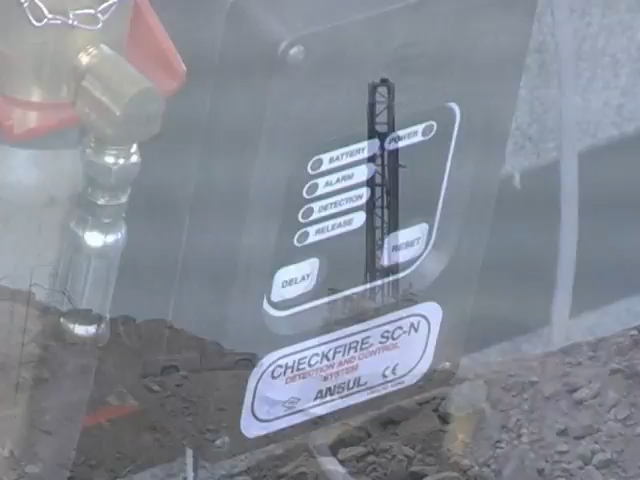 POWER
BATTERY
ALARM
DETECTION
RELEASE
RESET
DELAY
CHECKFIRE SC-N
DETECTION AND CONTROL
SYSTEM
ANSUL CE